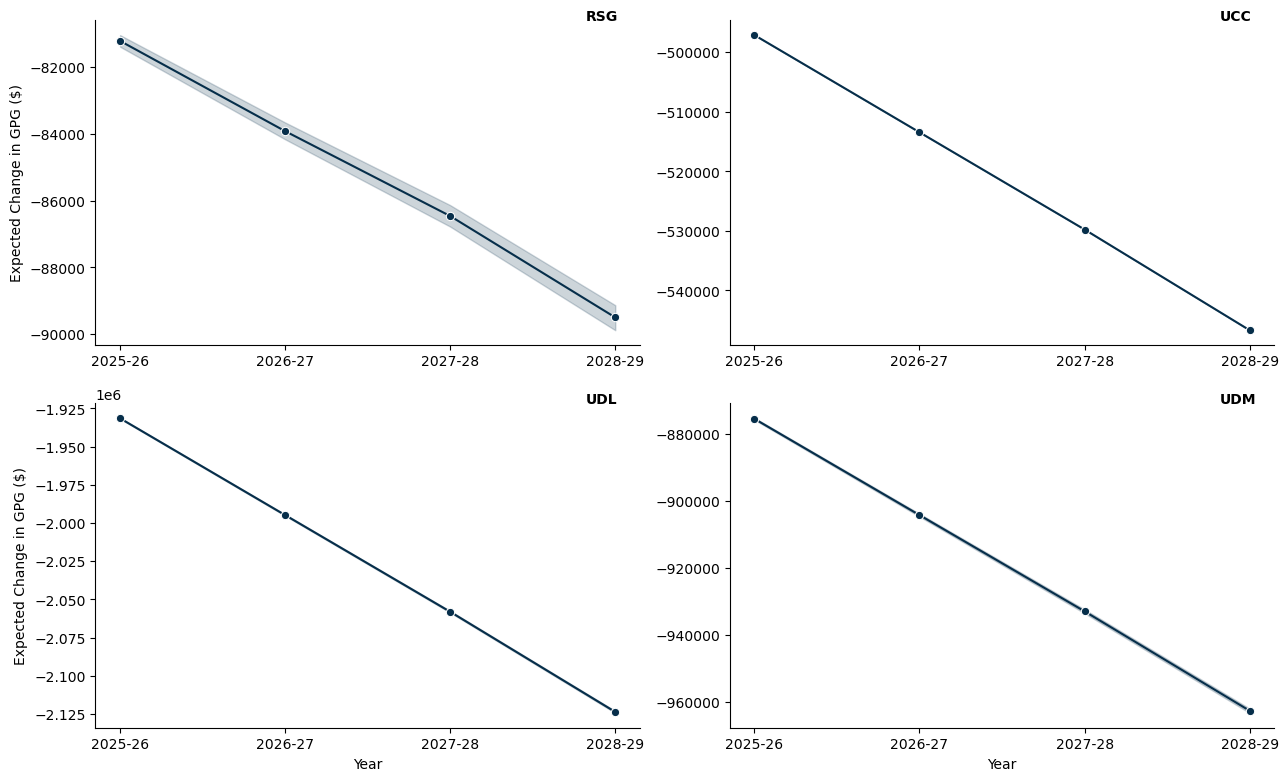 RSG
Expected Change in GPG ($)
−82000
−84000
−86000
−88000
−90000
2025-26 2026-27 2027-28 2028-29
UCC
−500000
−510000
−520000
−530000
−540000
2025-26 2026-27 2027-28 2028-29
UDL
1e6
Expected Change in GPG ($)
−1.925
−1.950
−1.975
−2.000
−2.025
−2.050
−2.075
−2.100
−2.125
2025-26 2026-27 2027-28 2028-29
Year
UDM
−880000
−900000
−920000
−940000
−960000
2025-26 2026-27 2027-28 2028-29
Year